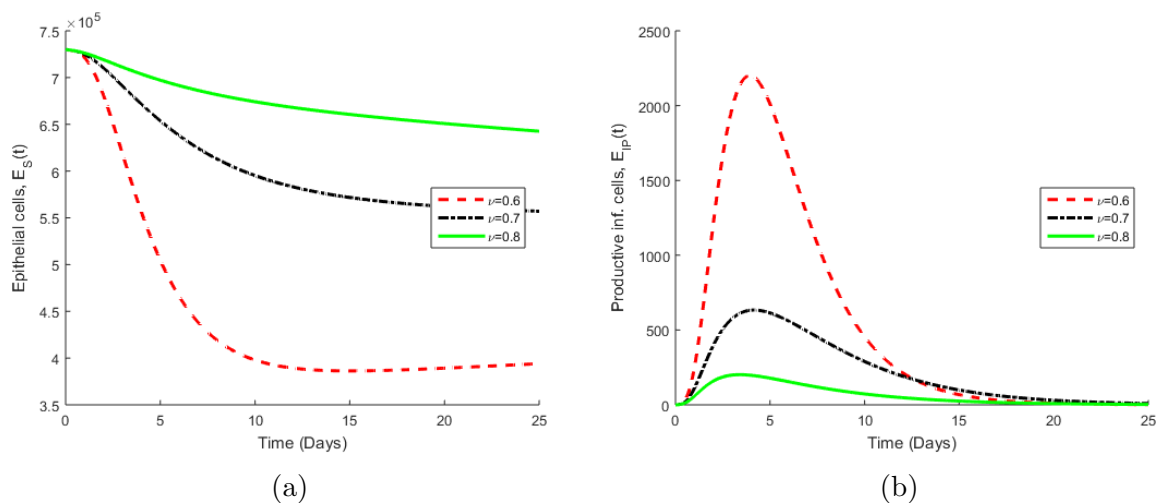 ×10⁵
7.5
7
6.5
6
5.5
5
4.5
4
3.5
0 5 10 15 20 25
Epithelial cells, E_S(t)
Time (Days)
ν=0.6
ν=0.7
ν=0.8
(a)
2500
2000
1500
1000
500
0
0 5 10 15 20 25
Productive inf. cells, E_IP(t)
Time (Days)
ν=0.6
ν=0.7
ν=0.8
(b)